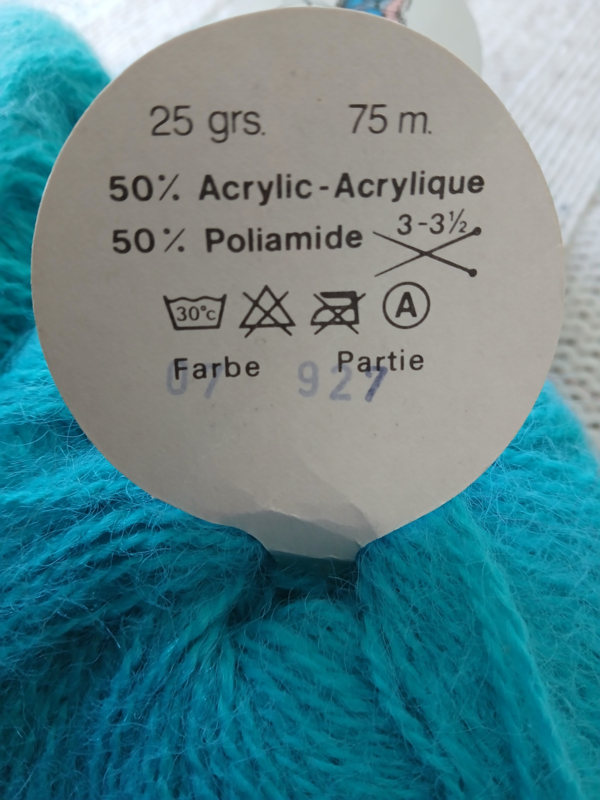 25 grs. 75 m.
50% Acrylic-Acrylique
50% Poliamide 3-3½
30°c A
Farbe Partie
07 927